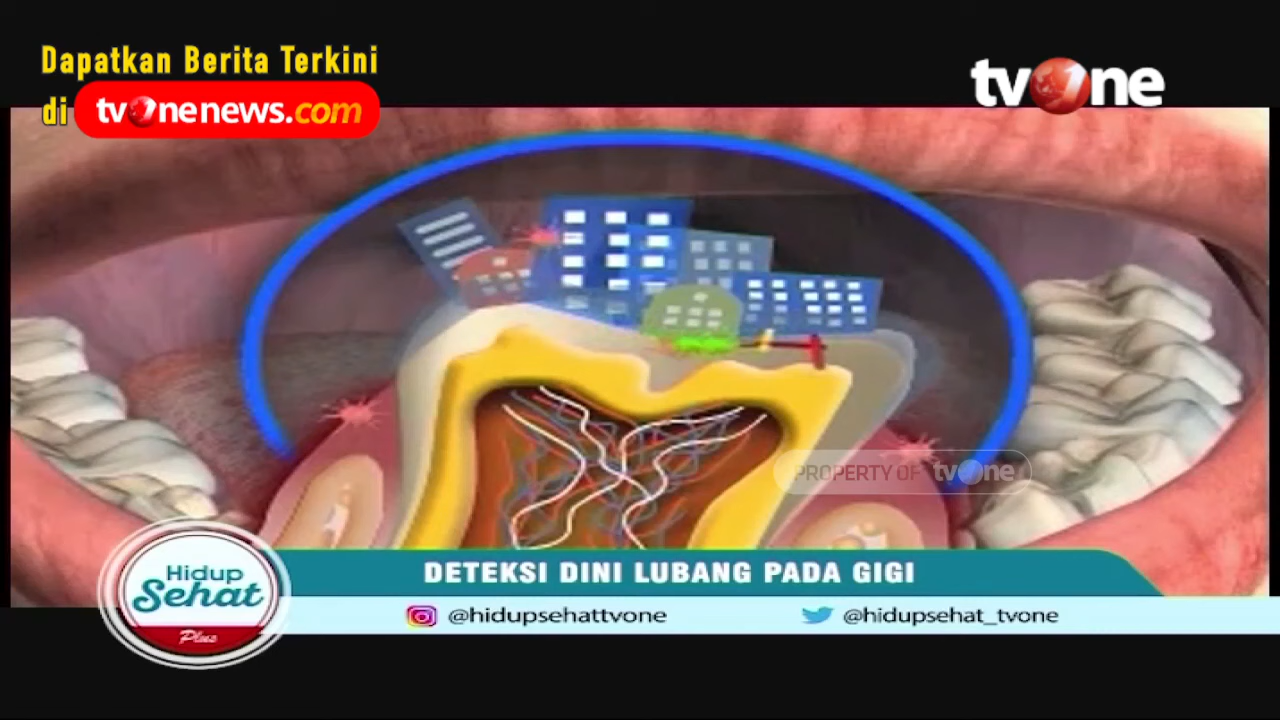 Dapatkan Berita Terkini
di tvonenews.com
tvOne
PROPERTY OF tvOne
Hidup
Sehat
Plus
DETEKSI DINI LUBANG PADA GIGI
@hidupsehattvone
@hidupsehat_tvone